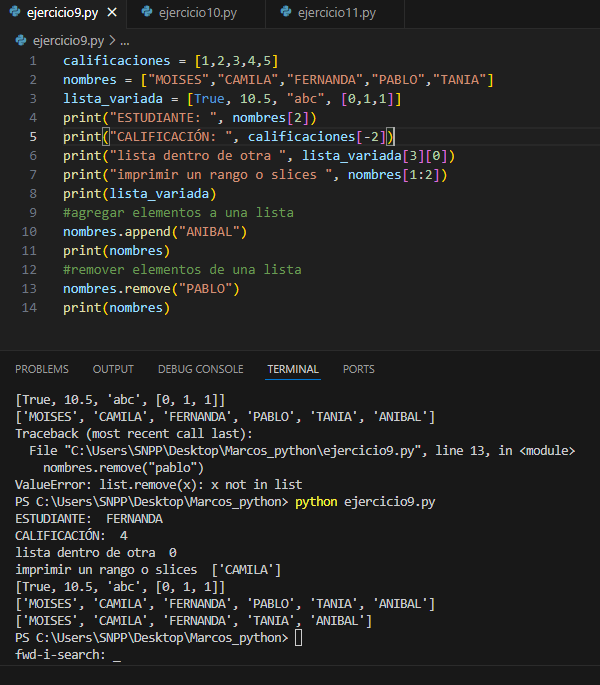 ejercicio9.py ejercicio10.py ejercicio11.py
ejercicio9.py > ...
1 calificaciones = [1,2,3,4,5]
2 nombres = ["MOISES","CAMILA","FERNANDA","PABLO","TANIA"]
3 lista_variada = [True, 10.5, "abc", [0,1,1]]
4 print("ESTUDIANTE: ", nombres[2])
5 print("CALIFICACIÓN: ", calificaciones[-2])
6 print("lista dentro de otra ", lista_variada[3][0])
7 print("imprimir un rango o slices ", nombres[1:2])
8 print(lista_variada)
9 #agregar elementos a una lista
10 nombres.append("ANIBAL")
11 print(nombres)
12 #remover elementos de una lista
13 nombres.remove("PABLO")
14 print(nombres)
PROBLEMS OUTPUT DEBUG CONSOLE TERMINAL PORTS
[True, 10.5, 'abc', [0, 1, 1]]
['MOISES', 'CAMILA', 'FERNANDA', 'PABLO', 'TANIA', 'ANIBAL']
Traceback (most recent call last):
  File "C:\Users\SNPP\Desktop\Marcos_python\ejercicio9.py", line 13, in <module>
    nombres.remove("pablo")
ValueError: list.remove(x): x not in list
PS C:\Users\SNPP\Desktop\Marcos_python> python ejercicio9.py
ESTUDIANTE:  FERNANDA
CALIFICACIÓN:  4
lista dentro de otra  0
imprimir un rango o slices  ['CAMILA']
[True, 10.5, 'abc', [0, 1, 1]]
['MOISES', 'CAMILA', 'FERNANDA', 'PABLO', 'TANIA', 'ANIBAL']
['MOISES', 'CAMILA', 'FERNANDA', 'TANIA', 'ANIBAL']
PS C:\Users\SNPP\Desktop\Marcos_python>
fwd-i-search: _